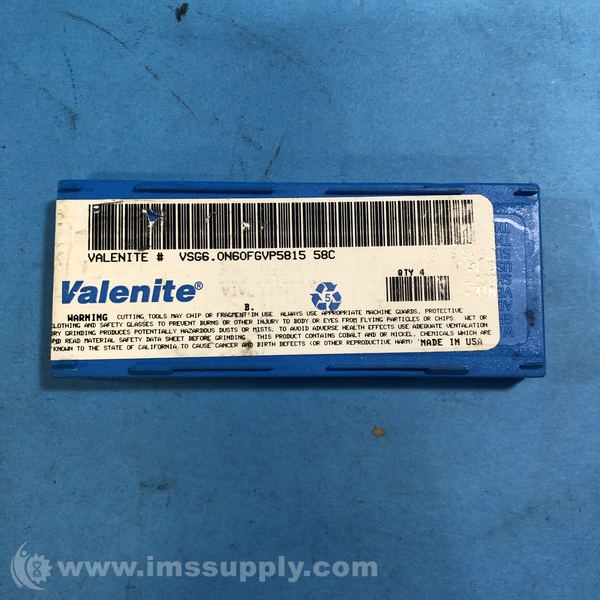 VALENITE # VSG6.0N60FGVP5815 58C
QTY 4
Valenite®
5
B.
WARNING CUTTING TOOLS MAY CHIP OR FRAGMENT IN USE. ALWAYS USE APPROPRIATE MACHINE GUARDS, PROTECTIVE
CLOTHING AND SAFETY GLASSES TO PREVENT BURNS OR OTHER INJURY TO BODY OR EYES FROM FLYING PARTICLES OR CHIPS. WET OR
DRY GRINDING PRODUCES POTENTIALLY HAZARDOUS DUSTS OR MISTS. TO AVOID ADVERSE HEALTH EFFECTS USE ADEQUATE VENTALATION
AND READ MATERIAL SAFETY DATA SHEET BEFORE GRINDING THIS PRODUCT CONTAINS COBALT AND OR NICKEL, CHEMICALS WHICH ARE
KNOWN TO THE STATE OF CALIFORNIA TO CAUSE CANCER AND BIRTH DEFECTS (OR OTHER REPRODUCTIVE HARM) MADE IN USA
www.imssupply.com